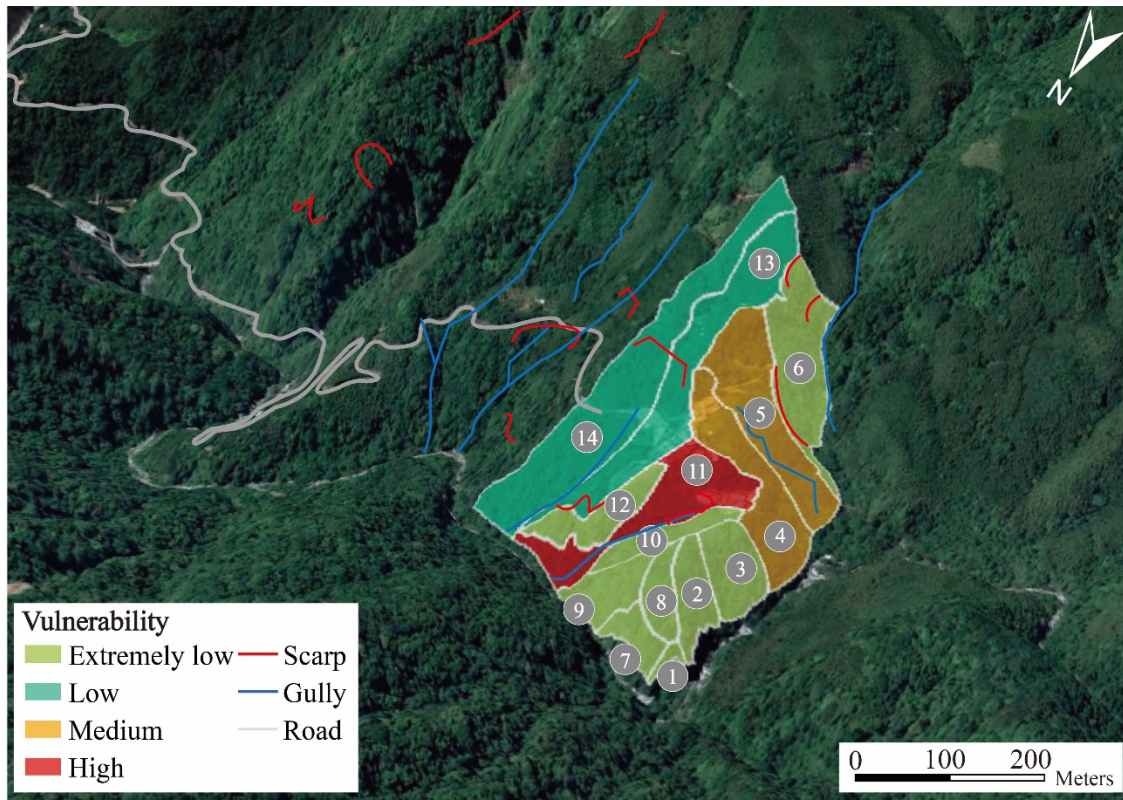 N
13
6
5
14
11
12
10
4
3
2
8
9
7
1
Vulnerability
Extremely low
Scarp
Low
Gully
Medium
Road
High
0 100 200
Meters